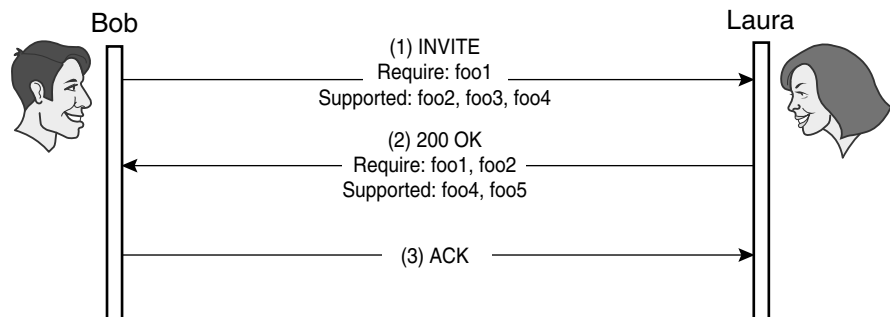 Bob
Laura
(1) INVITE
Require: foo1
Supported: foo2, foo3, foo4
(2) 200 OK
Require: foo1, foo2
Supported: foo4, foo5
(3) ACK